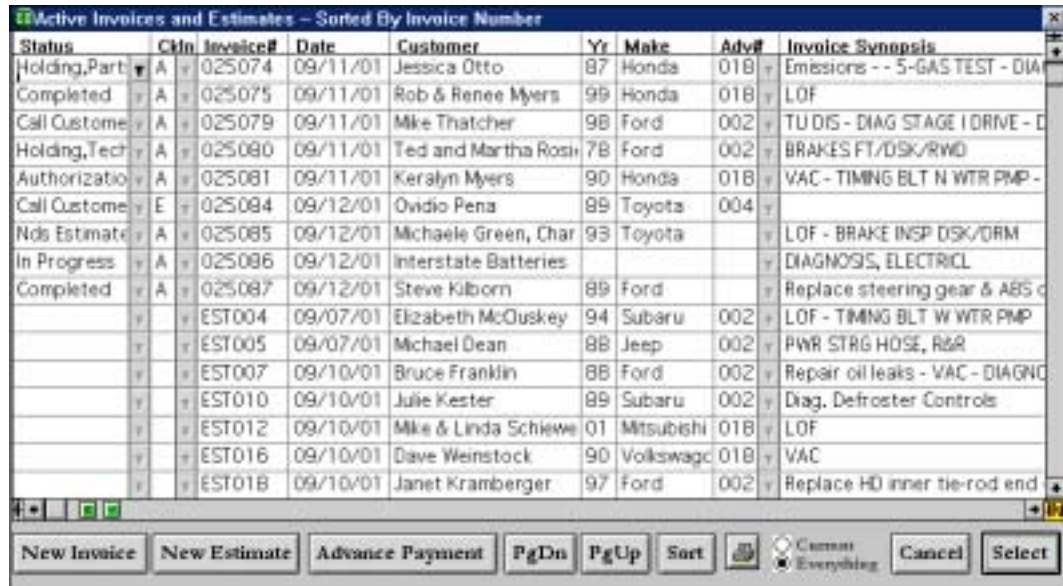 Active Invoices and Estimates – Sorted By Invoice Number
Status CkIn Invoice# Date Customer Yr Make Adv# Invoice Synopsis
Holding,Part A 025074 09/11/01 Jessica Otto 87 Honda 018 Emissions - - 5-GAS TEST - DIA
Completed A 025075 09/11/01 Rob & Renee Myers 99 Honda 018 LOF
Call Custome A 025079 09/11/01 Mike Thatcher 98 Ford 002 TU DIS - DIAG STAGE I DRIVE - D
Holding,Tech A 025080 09/11/01 Ted and Martha Rosi 78 Ford 002 BRAKES FT/DSK/RWD
Authorizatio A 025081 09/11/01 Keralyn Myers 90 Honda 018 VAC - TIMING BLT N WTR PMP -
Call Custome E 025084 09/12/01 Ovidio Pena 89 Toyota 004
Nds Estimate A 025085 09/12/01 Michaele Green, Char 93 Toyota LOF - BRAKE INSP DSK/DRM
In Progress A 025086 09/12/01 Interstate Batteries DIAGNOSIS, ELECTRICL
Completed A 025087 09/12/01 Steve Kilborn 89 Ford Replace steering gear & ABS c
EST004 09/07/01 Elizabeth McCluskey 94 Subaru 002 LOF - TIMING BLT W WTR PMP
EST005 09/07/01 Michael Dean 88 Jeep 002 PWR STRG HOSE, R&R
EST007 09/10/01 Bruce Franklin 88 Ford 002 Repair oil leaks - VAC - DIAGNO
EST010 09/10/01 Julie Kester 89 Subaru 002 Diag. Defroster Controls
EST012 09/10/01 Mike & Linda Schiewe 01 Mitsubishi 018 LOF
EST016 09/10/01 Dave Weinstock 90 Volkswagc 018 VAC
EST018 09/10/01 Janet Kramberger 97 Ford 002 Replace HD inner tie-rod end
New Invoice New Estimate Advance Payment PgDn PgUp Sort Current Cancel Select
Everything